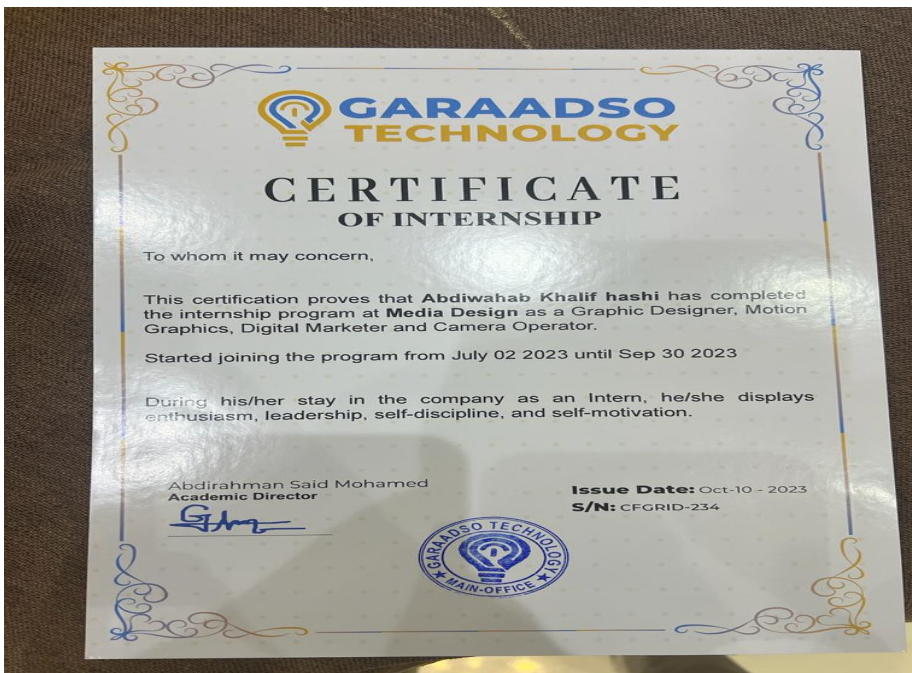 GARAADSO
TECHNOLOGY
CERTIFICATE
OF INTERNSHIP
To whom it may concern,
This certification proves that Abdiwahab Khalif hashi has completed
the internship program at Media Design as a Graphic Designer, Motion
Graphics, Digital Marketer and Camera Operator.
Started joining the program from July 02 2023 until Sep 30 2023
During his/her stay in the company as an Intern, he/she displays
enthusiasm, leadership, self-discipline, and self-motivation.
Abdirahman Said Mohamed
Academic Director
Issue Date: Oct-10 - 2023
S/N: CFGRID-234
GARAADSO TECHNOLOGY
MAIN-OFFICE